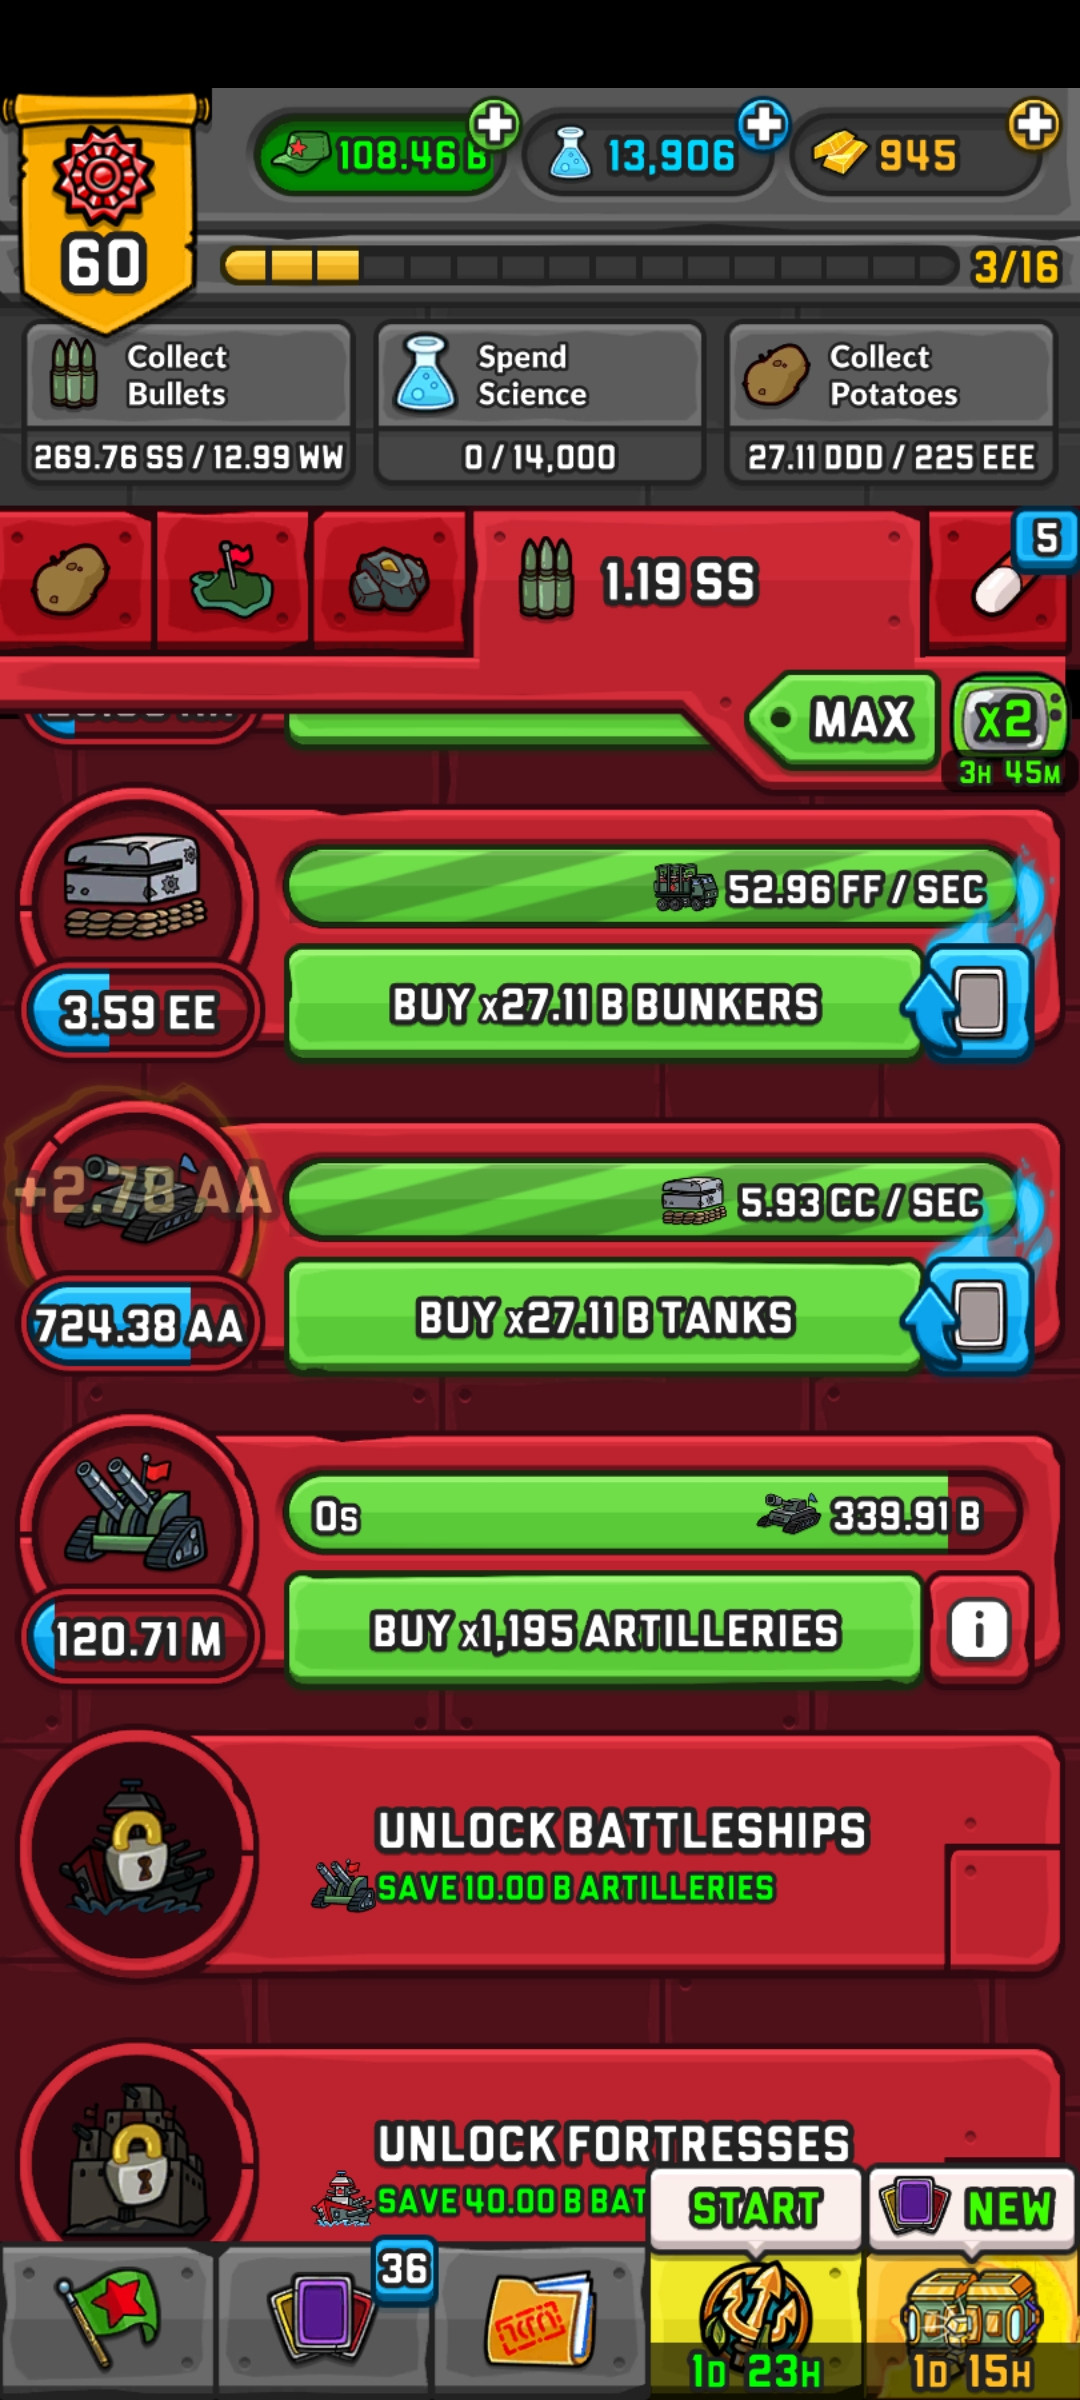 108.46 B
13,906
945
60
3/16
Collect
Bullets
269.76 SS / 12.99 WW
Spend
Science
0 / 14,000
Collect
Potatoes
27.11 DDD / 225 EEE
1.19 SS
5
MAX
x2
3H 45M
52.96 FF / SEC
BUY x27.11 B BUNKERS
3.59 EE
+2.78 AA
5.93 CC / SEC
BUY x27.11 B TANKS
724.38 AA
0s
339.91 B
BUY x1,195 ARTILLERIES
i
120.71 M
UNLOCK BATTLESHIPS
SAVE 10.00 B ARTILLERIES
UNLOCK FORTRESSES
SAVE 40.00 B BAT
START
NEW
36
1D 23H
1D 15H